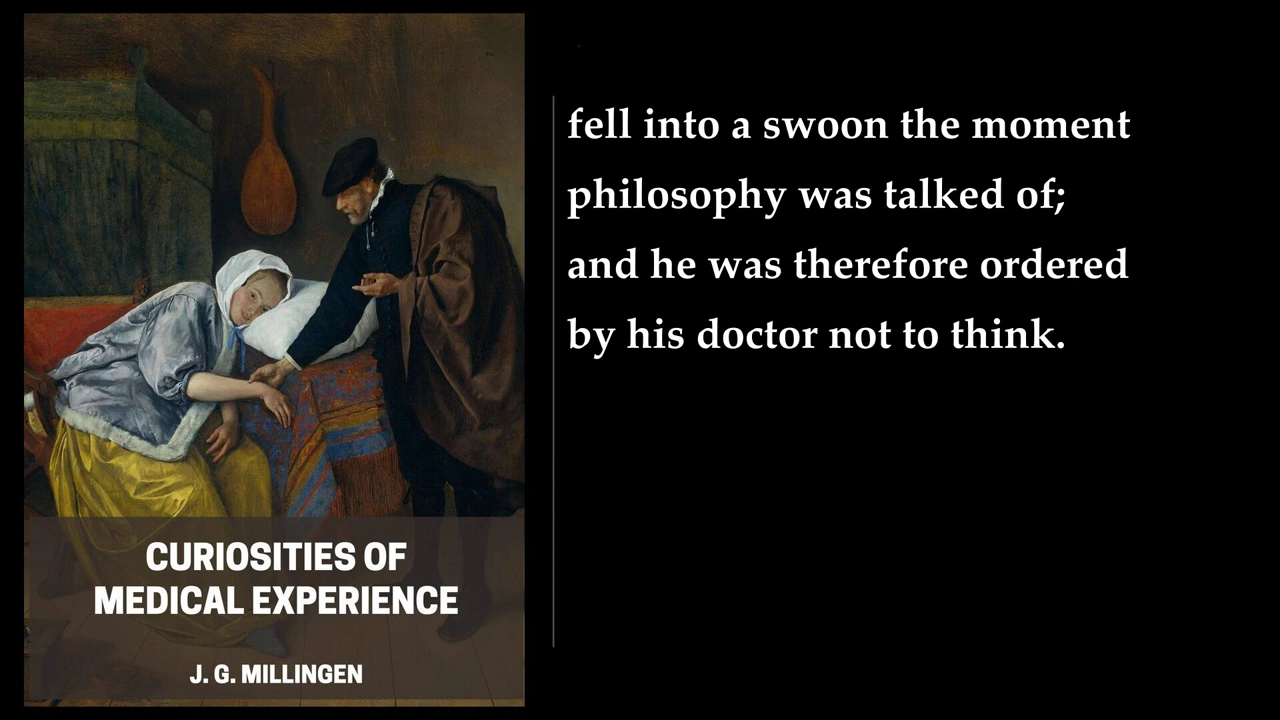 CURIOSITIES OF
MEDICAL EXPERIENCE
J. G. MILLINGEN
fell into a swoon the moment
philosophy was talked of;
and he was therefore ordered
by his doctor not to think.